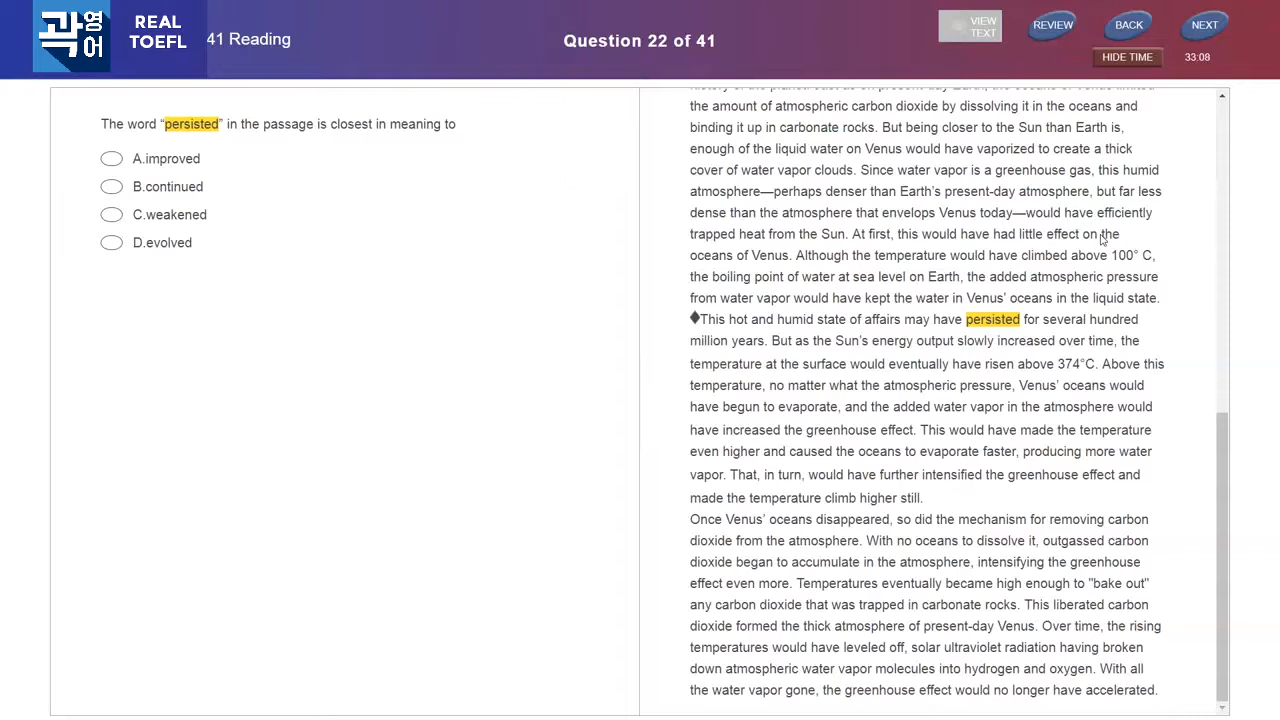 곽영어
REAL
TOEFL
41 Reading
Question 22 of 41
VIEW
TEXT
REVIEW
BACK
NEXT
HIDE TIME
33:08
The word “persisted” in the passage is closest in meaning to
A.improved
B.continued
C.weakened
D.evolved
the amount of atmospheric carbon dioxide by dissolving it in the oceans and
binding it up in carbonate rocks. But being closer to the Sun than Earth is,
enough of the liquid water on Venus would have vaporized to create a thick
cover of water vapor clouds. Since water vapor is a greenhouse gas, this humid
atmosphere—perhaps denser than Earth’s present-day atmosphere, but far less
dense than the atmosphere that envelops Venus today—would have efficiently
trapped heat from the Sun. At first, this would have had little effect on the
oceans of Venus. Although the temperature would have climbed above 100° C,
the boiling point of water at sea level on Earth, the added atmospheric pressure
from water vapor would have kept the water in Venus’ oceans in the liquid state.
♦This hot and humid state of affairs may have persisted for several hundred
million years. But as the Sun’s energy output slowly increased over time, the
temperature at the surface would eventually have risen above 374°C. Above this
temperature, no matter what the atmospheric pressure, Venus’ oceans would
have begun to evaporate, and the added water vapor in the atmosphere would
have increased the greenhouse effect. This would have made the temperature
even higher and caused the oceans to evaporate faster, producing more water
vapor. That, in turn, would have further intensified the greenhouse effect and
made the temperature climb higher still.
Once Venus’ oceans disappeared, so did the mechanism for removing carbon
dioxide from the atmosphere. With no oceans to dissolve it, outgassed carbon
dioxide began to accumulate in the atmosphere, intensifying the greenhouse
effect even more. Temperatures eventually became high enough to "bake out"
any carbon dioxide that was trapped in carbonate rocks. This liberated carbon
dioxide formed the thick atmosphere of present-day Venus. Over time, the rising
temperatures would have leveled off, solar ultraviolet radiation having broken
down atmospheric water vapor molecules into hydrogen and oxygen. With all
the water vapor gone, the greenhouse effect would no longer have accelerated.